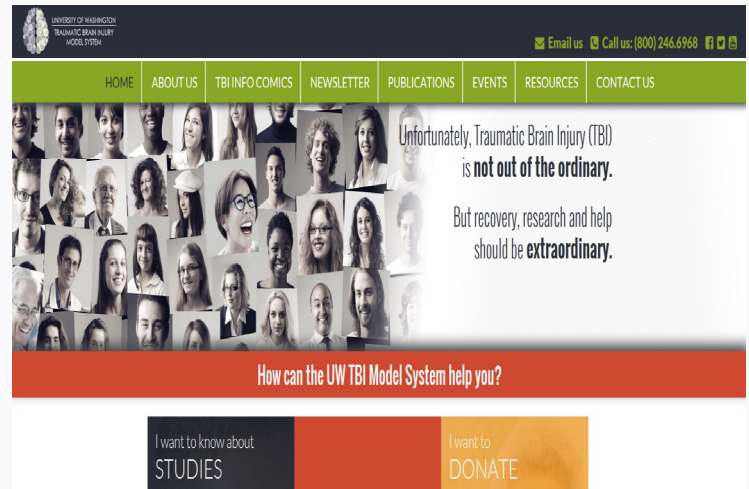 UNIVERSITY OF WASHINGTON
TRAUMATIC BRAIN INJURY
MODEL SYSTEM
Email us Call us: (800) 246.6968
HOME ABOUT US TBI INFO COMICS NEWSLETTER PUBLICATIONS EVENTS RESOURCES CONTACT US
Unfortunately, Traumatic Brain Injury (TBI)
is not out of the ordinary.
But recovery, research and help
should be extraordinary.
How can the UW TBI Model System help you?
I want to know about
STUDIES
I want to
DONATE